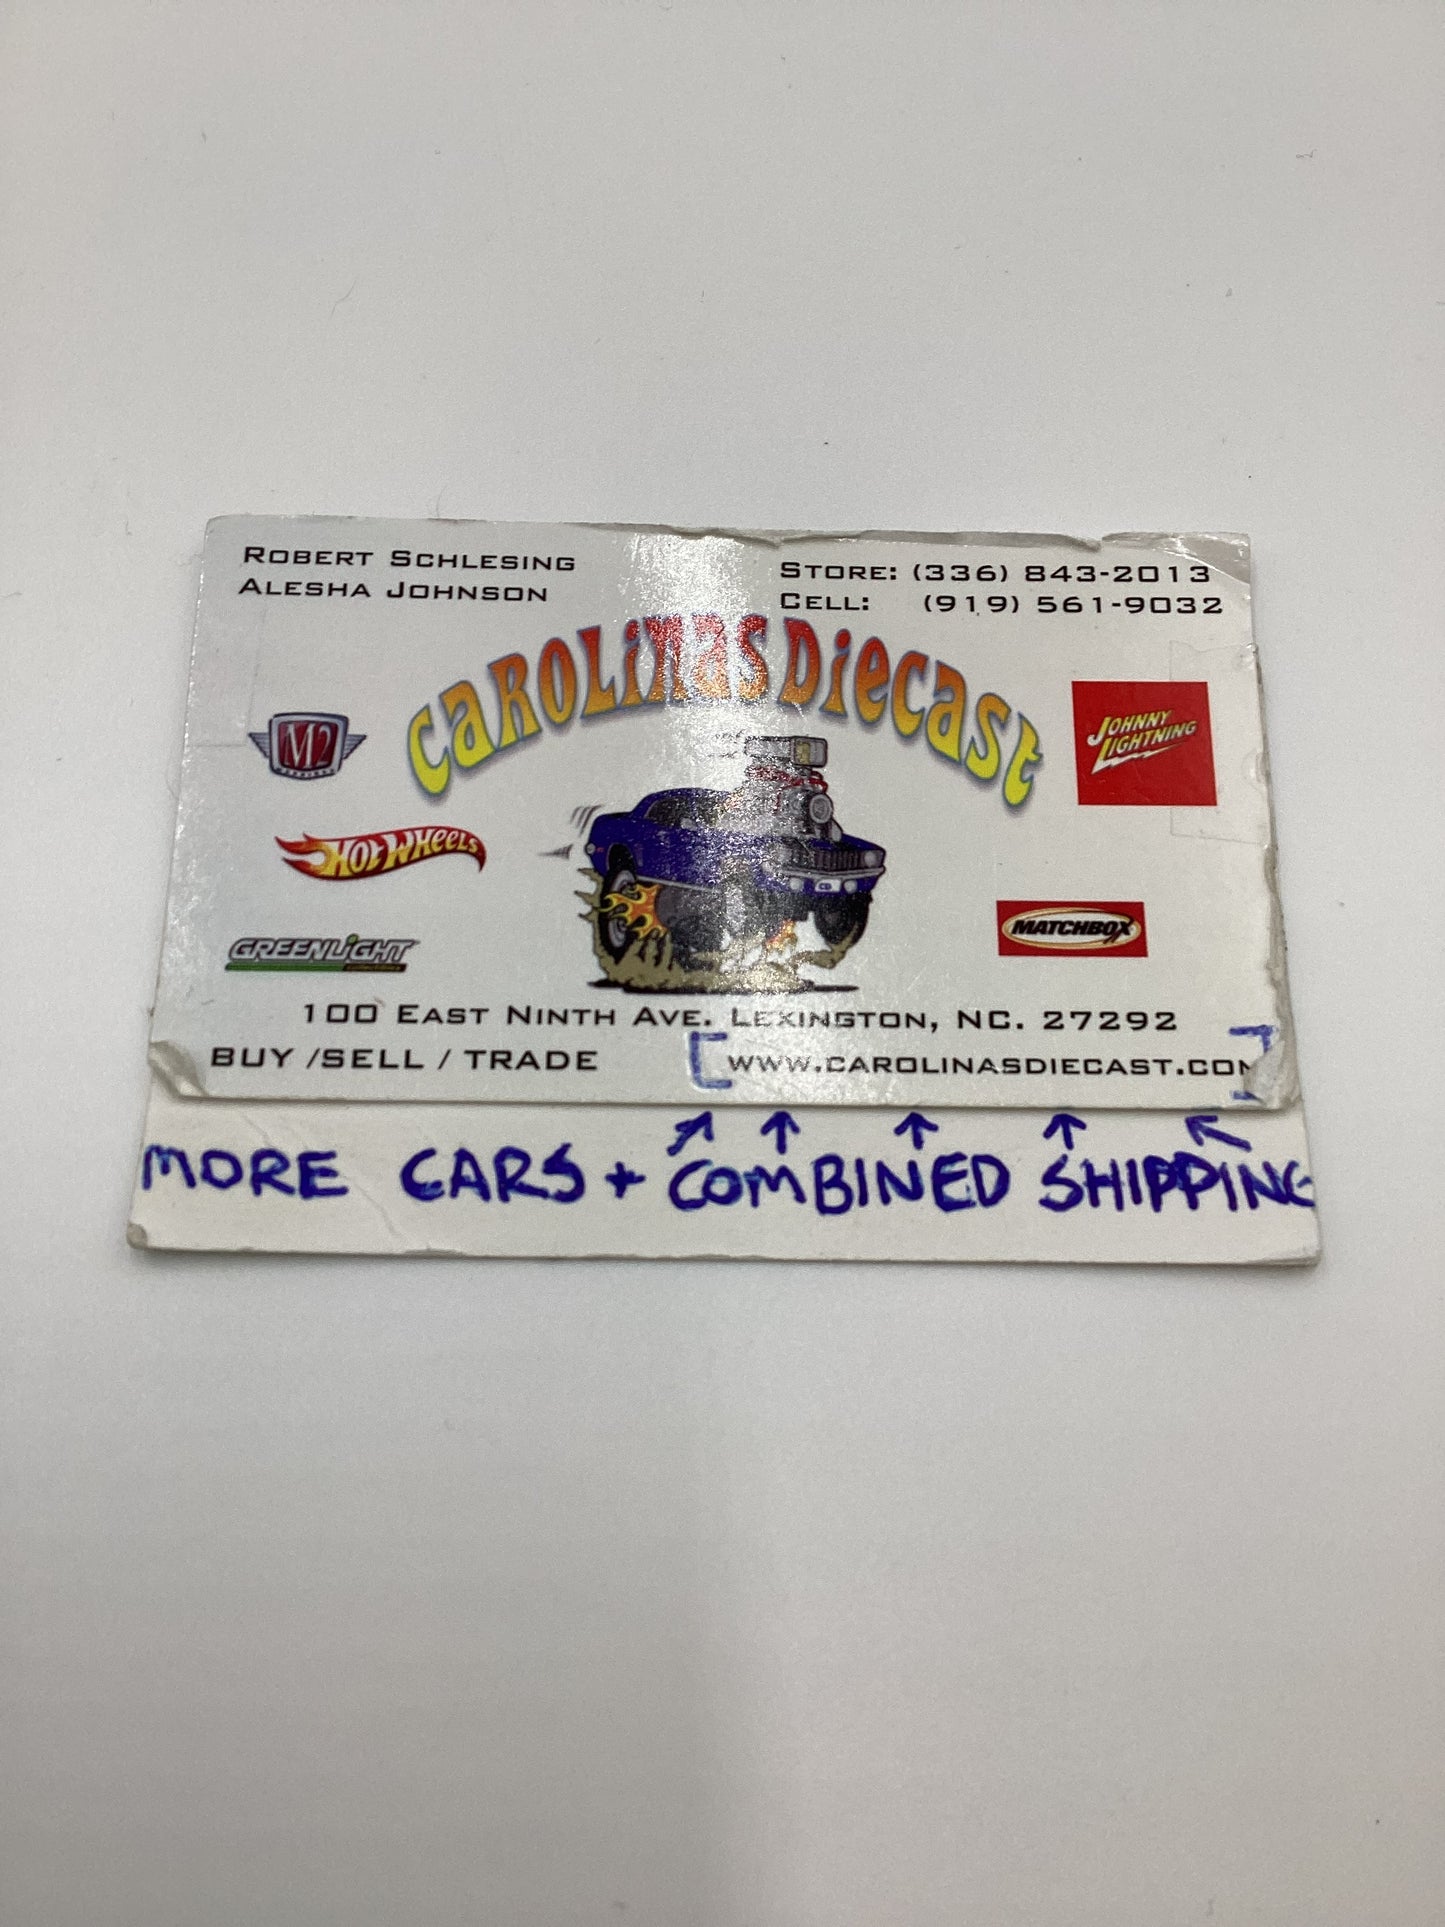 ROBERT SCHLESING
ALESHA JOHNSON
STORE: (336) 843-2013
CELL: (919) 561-9032
CAROLINAS DIECAST
M2
JOHNNY
LIGHTNING
HOT WHEELS
GREENLIGHT
MATCHBOX
100 EAST NINTH AVE. LEXINGTON, NC. 27292
BUY /SELL / TRADE [WWW.CAROLINASDIECAST.COM]
MORE CARS + COMBINED SHIPPING